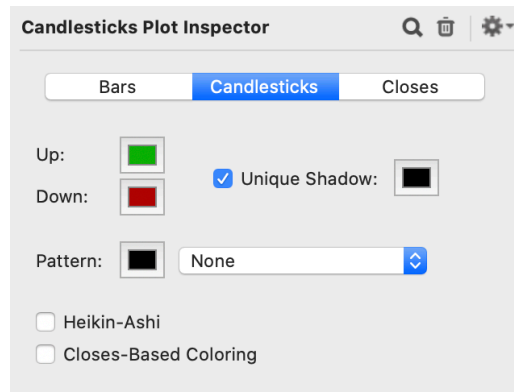 Candlesticks Plot Inspector
Bars Candlesticks Closes
Up:
Unique Shadow:
Down:
Pattern: None
Heikin-Ashi
Closes-Based Coloring